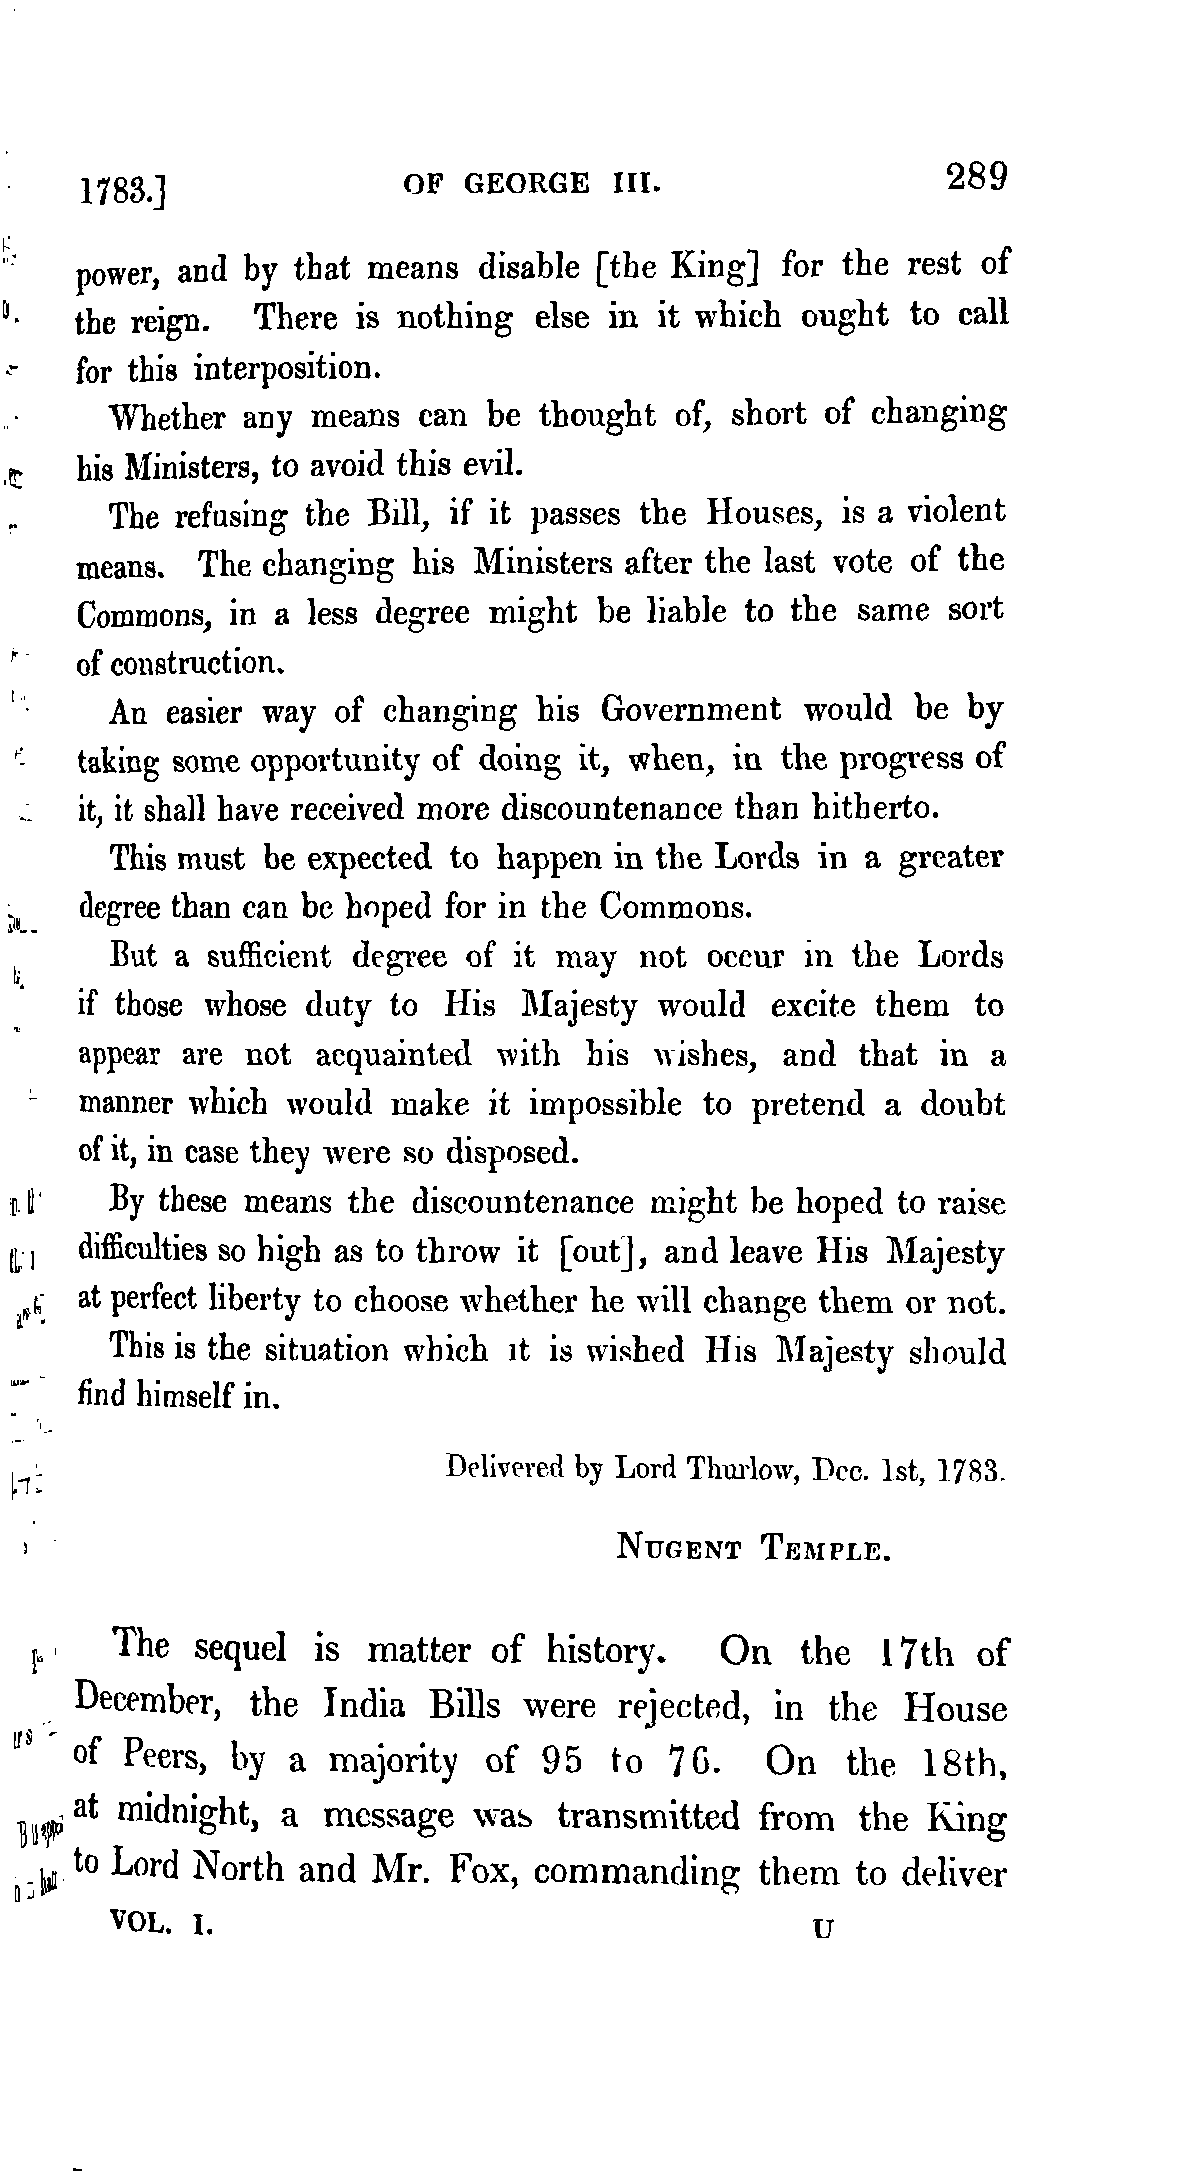 1783.] OF GEORGE III. 289
power, and by that means disable [the King] for the rest of
the reign. There is nothing else in it which ought to call
for this interposition.
Whether any means can be thought of, short of changing
his Ministers, to avoid this evil.
The refusing the Bill, if it passes the Houses, is a violent
means. The changing his Ministers after the last vote of the
Commons, in a less degree might be liable to the same sort
of construction.
An easier way of changing his Government would be by
taking some opportunity of doing it, when, in the progress of
it, it shall have received more discountenance than hitherto.
This must be expected to happen in the Lords in a greater
degree than can be hoped for in the Commons.
But a sufficient degree of it may not occur in the Lords
if those whose duty to His Majesty would excite them to
appear are not acquainted with his wishes, and that in a
manner which would make it impossible to pretend a doubt
of it, in case they were so disposed.
By these means the discountenance might be hoped to raise
difficulties so high as to throw it [out], and leave His Majesty
at perfect liberty to choose whether he will change them or not.
This is the situation which it is wished His Majesty should
find himself in.
Delivered by Lord Thurlow, Dec. 1st, 1783.
NUGENT TEMPLE.
The sequel is matter of history. On the 17th of
December, the India Bills were rejected, in the House
of Peers, by a majority of 95 to 76. On the 18th,
at midnight, a message was transmitted from the King
to Lord North and Mr. Fox, commanding them to deliver
VOL. I. U